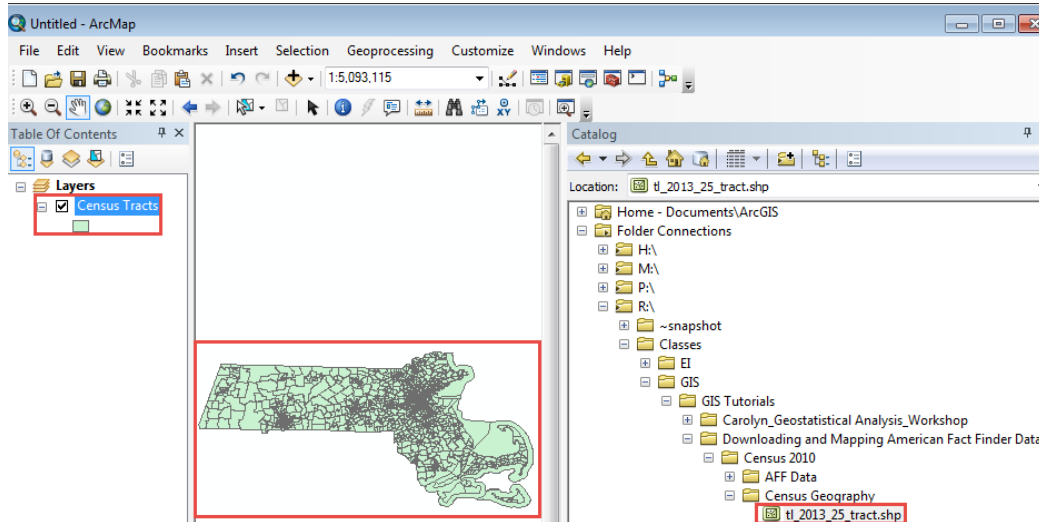 Untitled - ArcMap
File Edit View Bookmarks Insert Selection Geoprocessing Customize Windows Help
1:5,093,115
Table Of Contents
Layers
Census Tracts
Catalog
Location: tl_2013_25_tract.shp
Home - Documents\ArcGIS
Folder Connections
H:\
M:\
P:\
R:\
~snapshot
Classes
EI
GIS
GIS Tutorials
Carolyn_Geostatistical Analysis_Workshop
Downloading and Mapping American Fact Finder Data
Census 2010
AFF Data
Census Geography
tl_2013_25_tract.shp